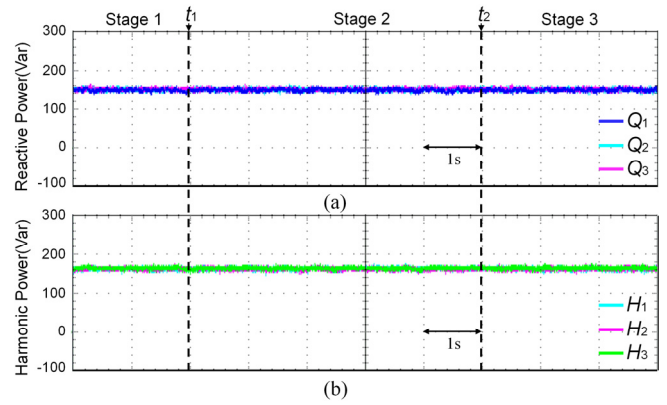 Stage 1 t1 Stage 2 t2 Stage 3
Reactive Power(Var)
300
200
100
0
-100
Q1
Q2
Q3
1s
(a)
Harmonic Power(Var)
300
200
100
0
-100
H1
H2
H3
1s
(b)